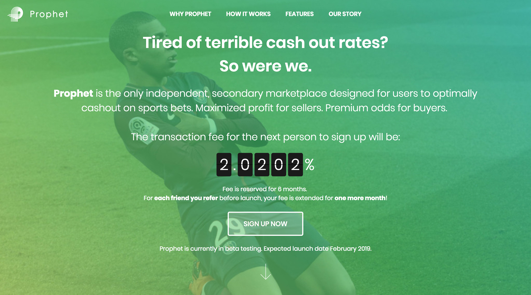 Prophet
WHY PROPHET HOW IT WORKS FEATURES OUR STORY
Tired of terrible cash out rates?
So were we.
Prophet is the only independent, secondary marketplace designed for users to optimally
cashout on sports bets. Maximized profit for sellers. Premium odds for buyers.
The transaction fee for the next person to sign up will be:
2.0202%
Fee is reserved for 6 months.
For each friend you refer before launch, your fee is extended for one more month!
SIGN UP NOW
29
Prophet is currently in beta testing. Expected launch date February 2019.